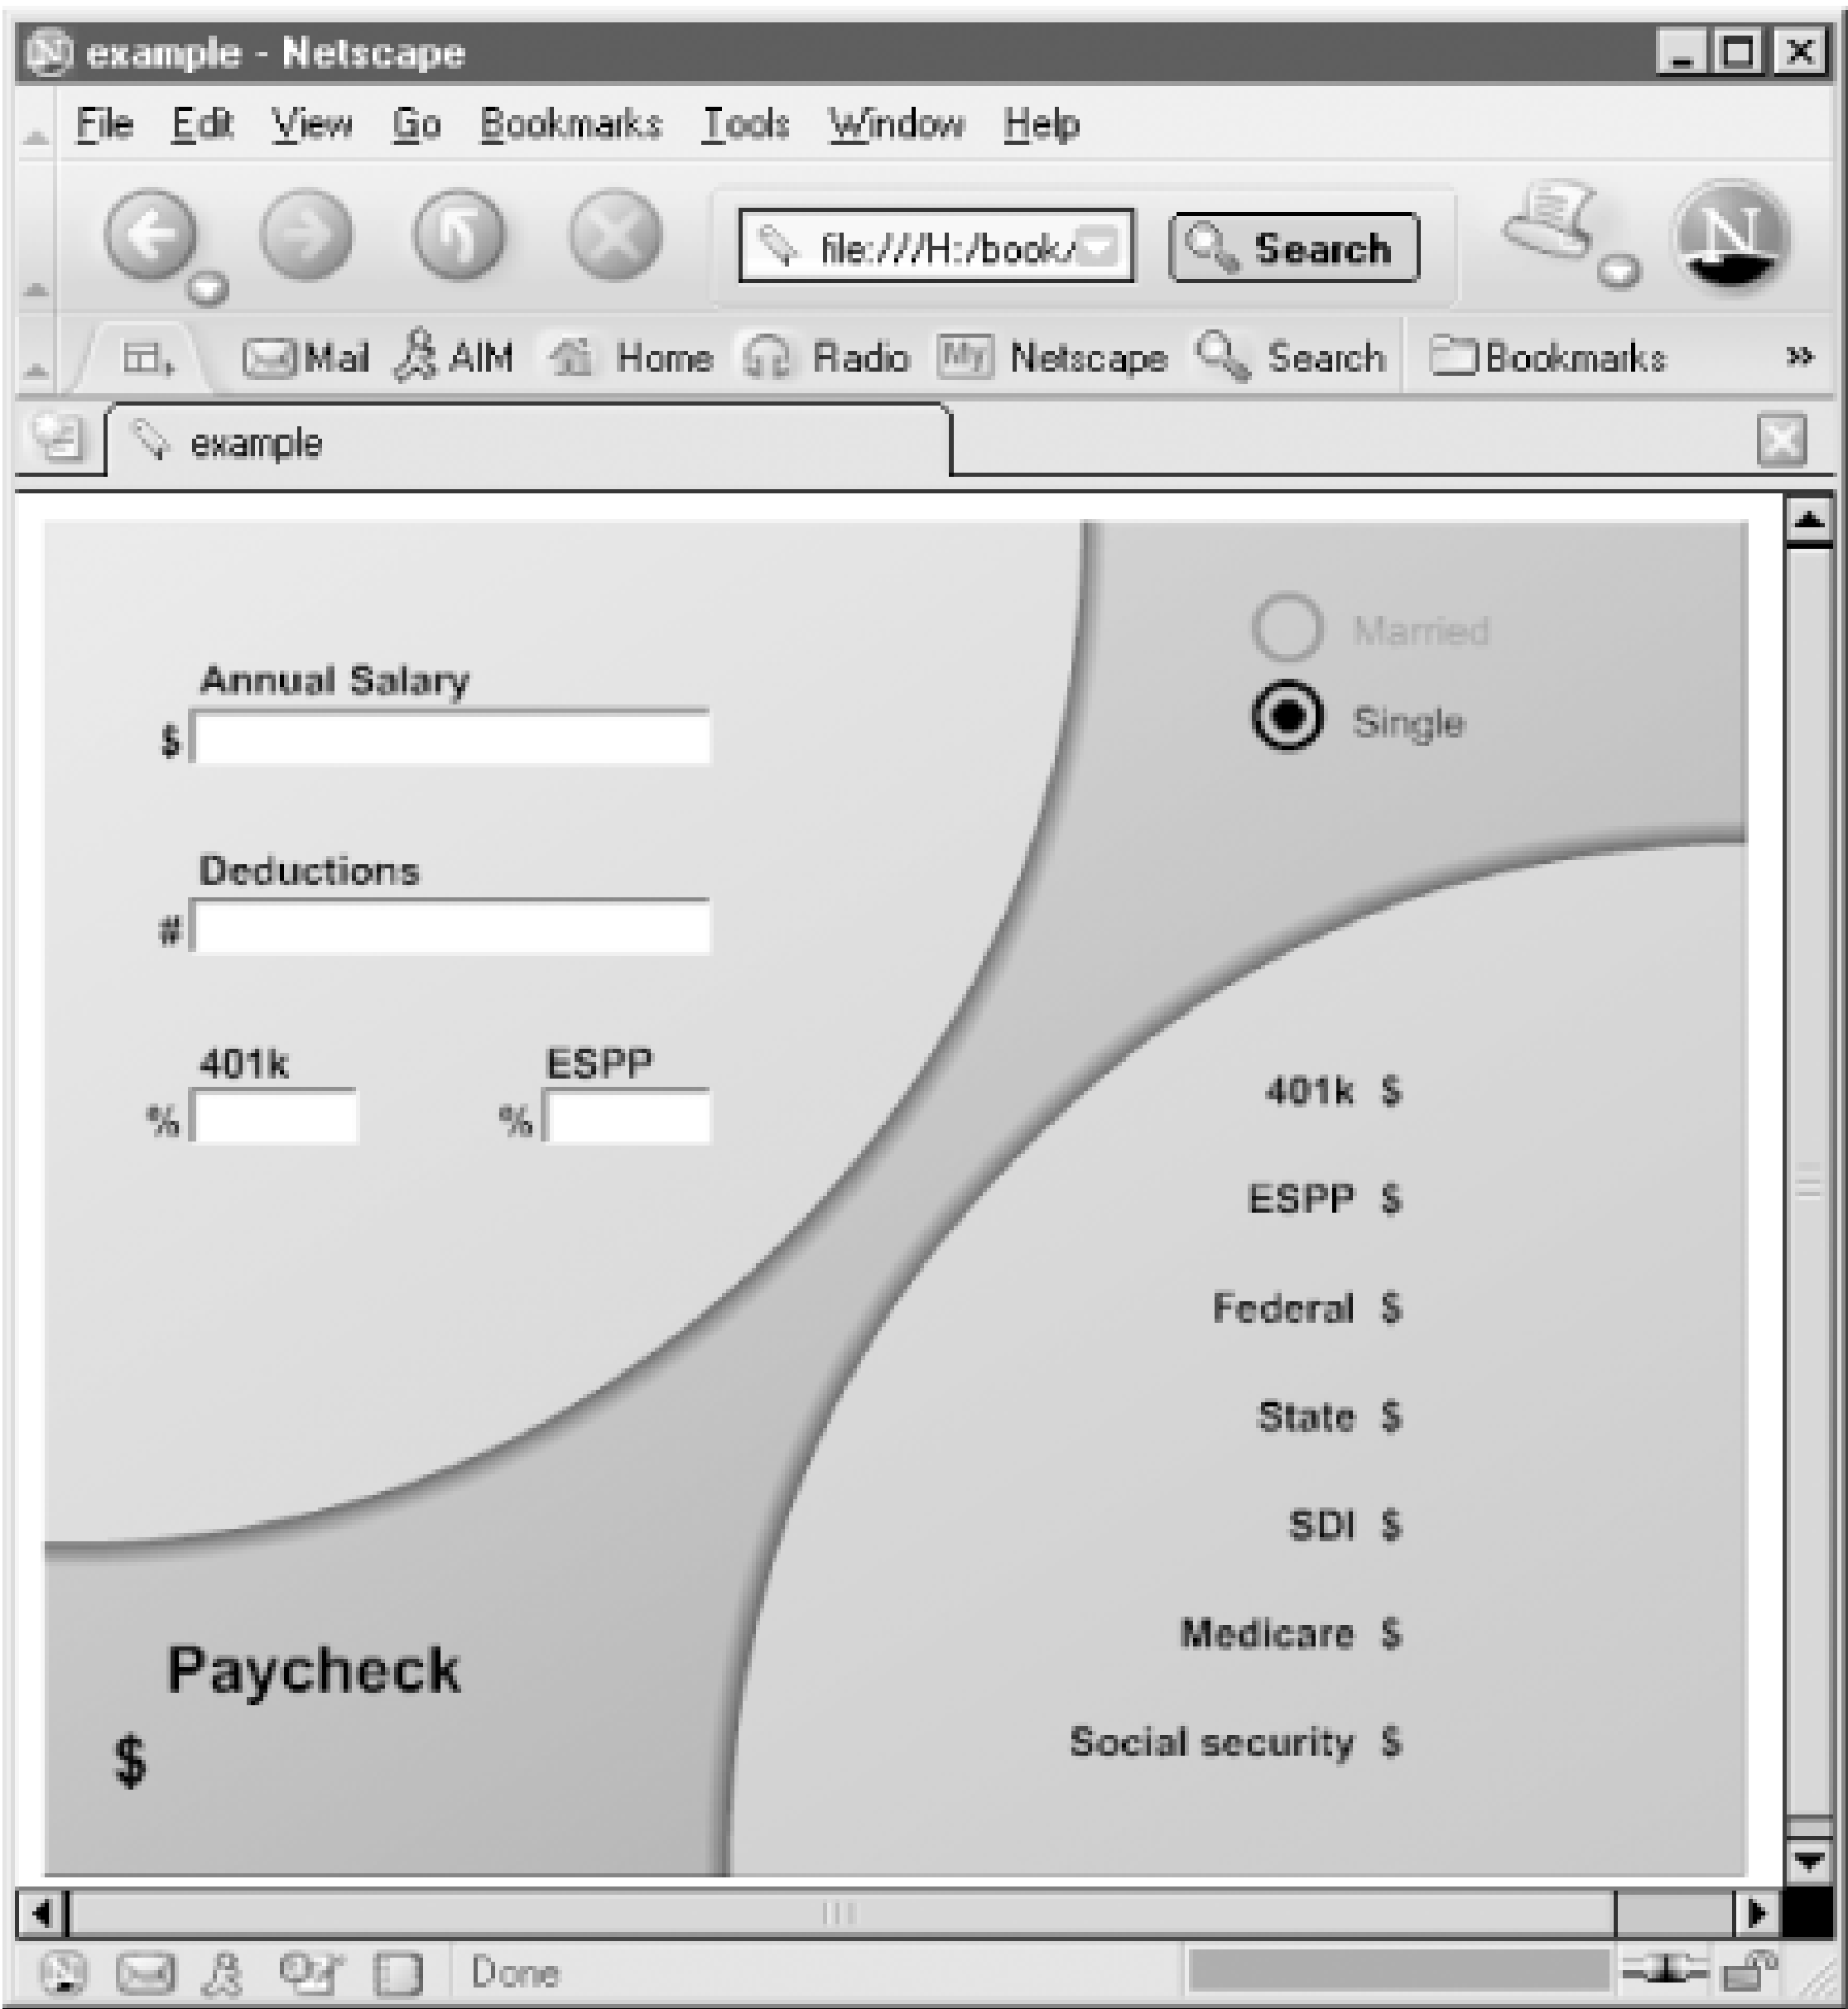 example - Netscape
File Edit View Go Bookmarks Tools Window Help
file:///H:/book/ Search N
Mail AIM Home Radio My Netscape Search Bookmarks »
example
Married
Single
Annual Salary
$
Deductions
#
401k ESPP
% %
401k $
ESPP $
Federal $
State $
SDI $
Medicare $
Social security $
Paycheck
$
Done